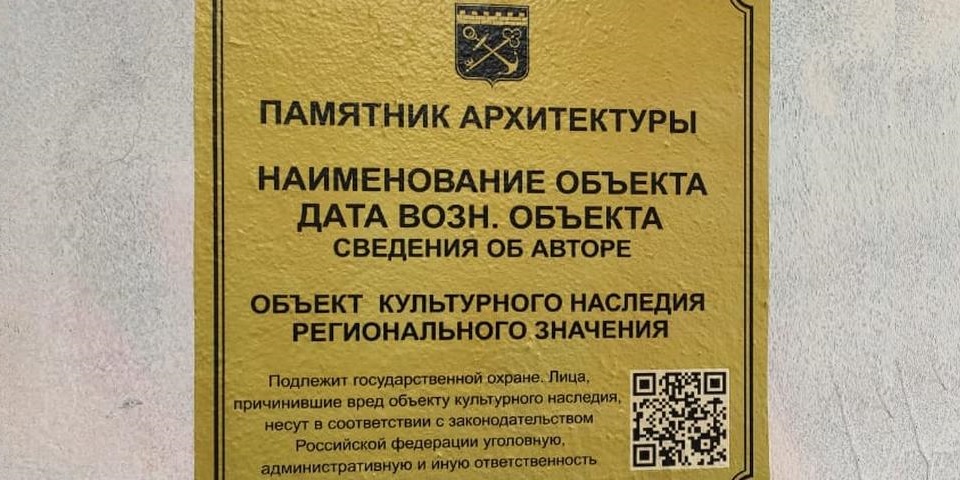 ПАМЯТНИК АРХИТЕКТУРЫ
НАИМЕНОВАНИЕ ОБЪЕКТА
ДАТА ВОЗН. ОБЪЕКТА
СВЕДЕНИЯ ОБ АВТОРЕ
ОБЪЕКТ КУЛЬТУРНОГО НАСЛЕДИЯ
РЕГИОНАЛЬНОГО ЗНАЧЕНИЯ
Подлежит государственной охране. Лица,
причинившие вред объекту культурного наследия,
несут в соответствии с законодательством
Российской федерации уголовную,
административную и иную ответственность